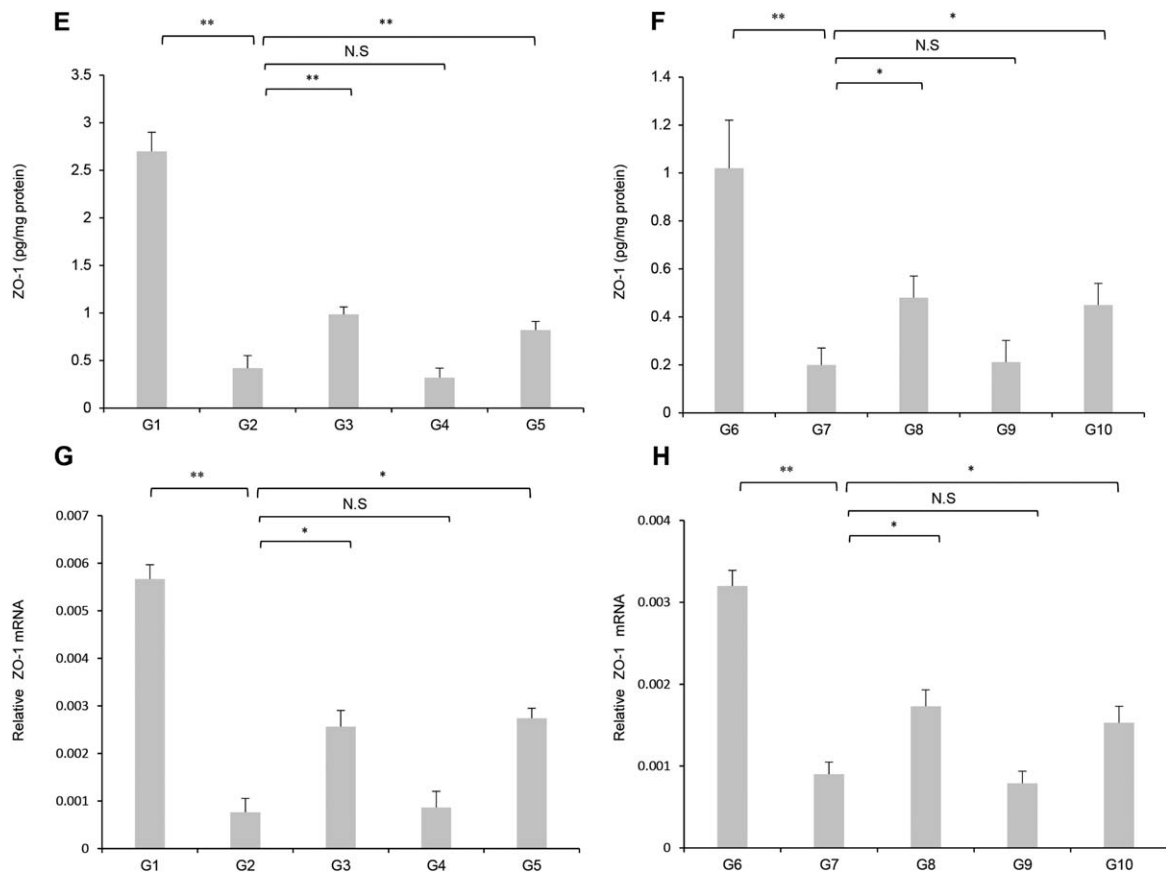 E
** **
N.S
**
3.5
3
2.5
2
1.5
1
0.5
0
ZO-1 (pg/mg protein)
G1 G2 G3 G4 G5
F
** *
N.S
*
1.4
1.2
1
0.8
0.6
0.4
0.2
0
ZO-1 (pg/mg protein)
G6 G7 G8 G9 G10
G
** *
N.S
*
0.007
0.006
0.005
0.004
0.003
0.002
0.001
0
Relative ZO-1 mRNA
G1 G2 G3 G4 G5
H
** *
N.S
*
0.004
0.003
0.002
0.001
0
Relative ZO-1 mRNA
G6 G7 G8 G9 G10